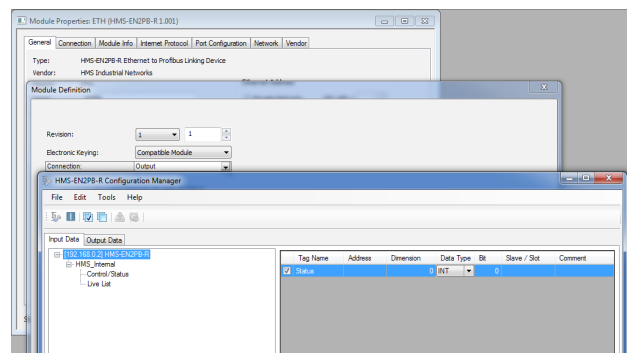 Module Properties: ETH (HMS-EN2PB-R 1.001)
General Connection Module Info Internet Protocol Port Configuration Network Vendor
Type: HMS-EN2PB-R Ethernet to Profibus Linking Device
Vendor: HMS Industrial Networks
Module Definition
Revision: 1 1
Electronic Keying: Compatible Module
Connection: Output
HMS-EN2PB-R Configuration Manager
File Edit Tools Help
Input Data Output Data
[192.168.0.2] HMS-EN2PB-R
HMS_Internal
Control/Status
Live List
Tag Name Address Dimension Data Type Bit Slave / Slot Comment
Status 0 INT 0